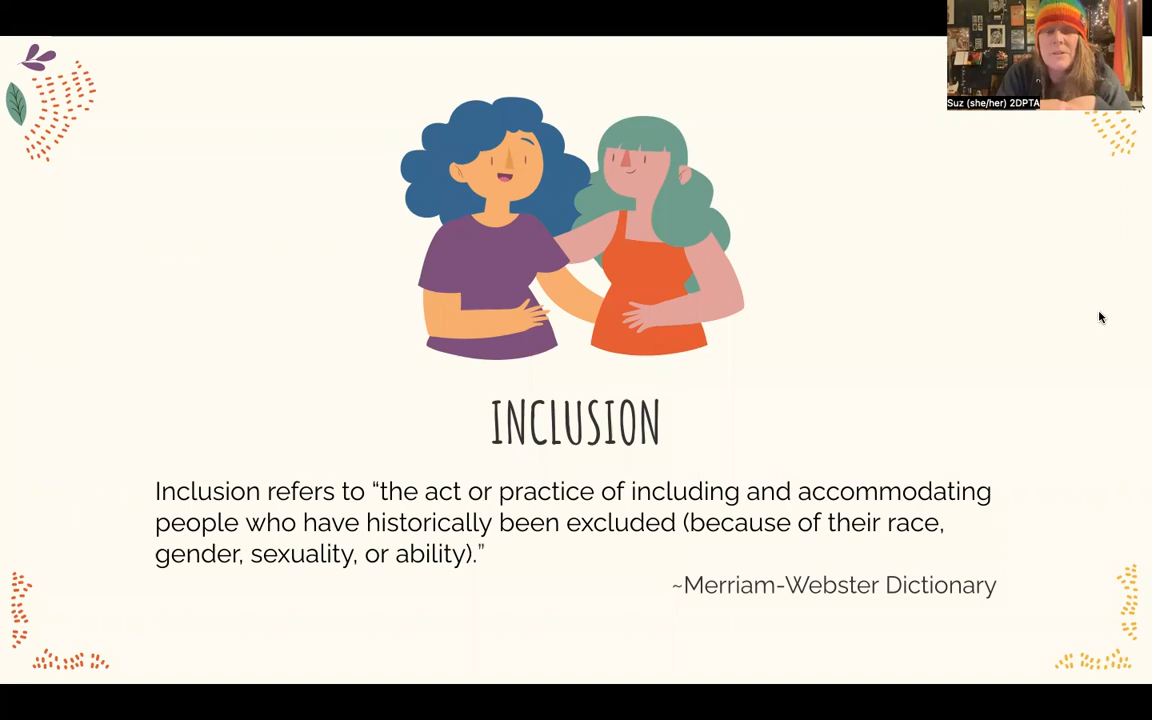 Suz (she/her) 2DPTA
INCLUSION
Inclusion refers to “the act or practice of including and accommodating
people who have historically been excluded (because of their race,
gender, sexuality, or ability).”
~Merriam-Webster Dictionary